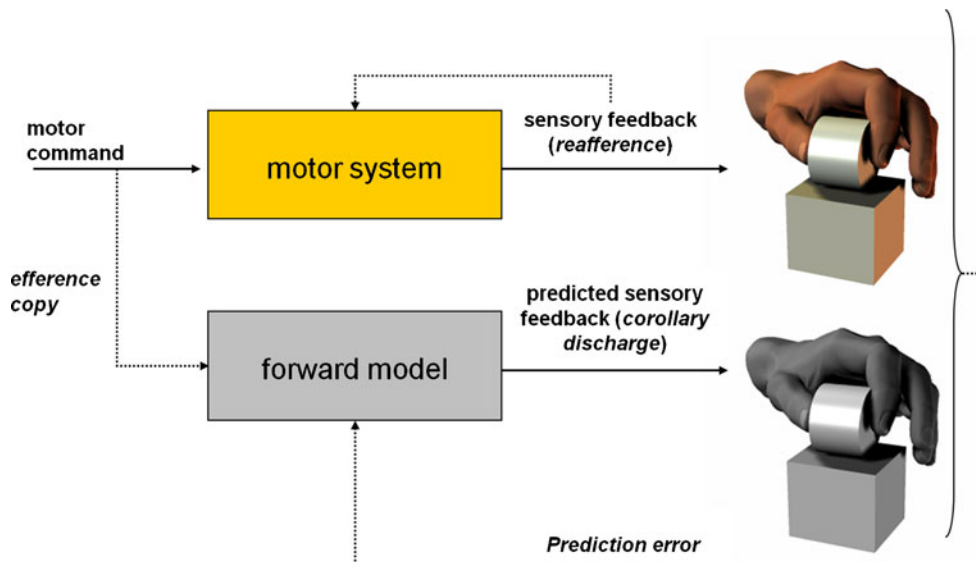 motor
command
motor system
sensory feedback
(reafference)
efference
copy
forward model
predicted sensory
feedback (corollary
discharge)
Prediction error